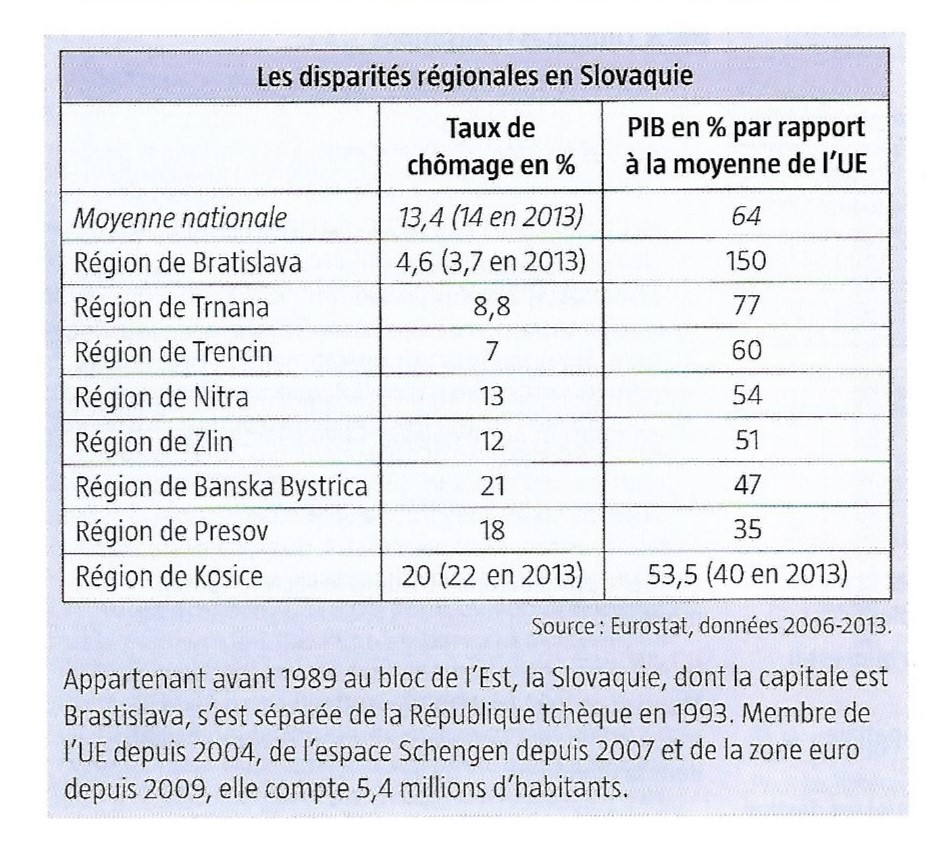 Les disparités régionales en Slovaquie
Taux de chômage en %
PIB en % par rapport à la moyenne de l'UE
Moyenne nationale 13,4 (14 en 2013) 64
Région de Bratislava 4,6 (3,7 en 2013) 150
Région de Trnana 8,8 77
Région de Trencin 7 60
Région de Nitra 13 54
Région de Zlin 12 51
Région de Banska Bystrica 21 47
Région de Presov 18 35
Région de Kosice 20 (22 en 2013) 53,5 (40 en 2013)
Source : Eurostat, données 2006-2013.
Appartenant avant 1989 au bloc de l'Est, la Slovaquie, dont la capitale est
Brastislava, s'est séparée de la République tchèque en 1993. Membre de
l'UE depuis 2004, de l'espace Schengen depuis 2007 et de la zone euro
depuis 2009, elle compte 5,4 millions d'habitants.